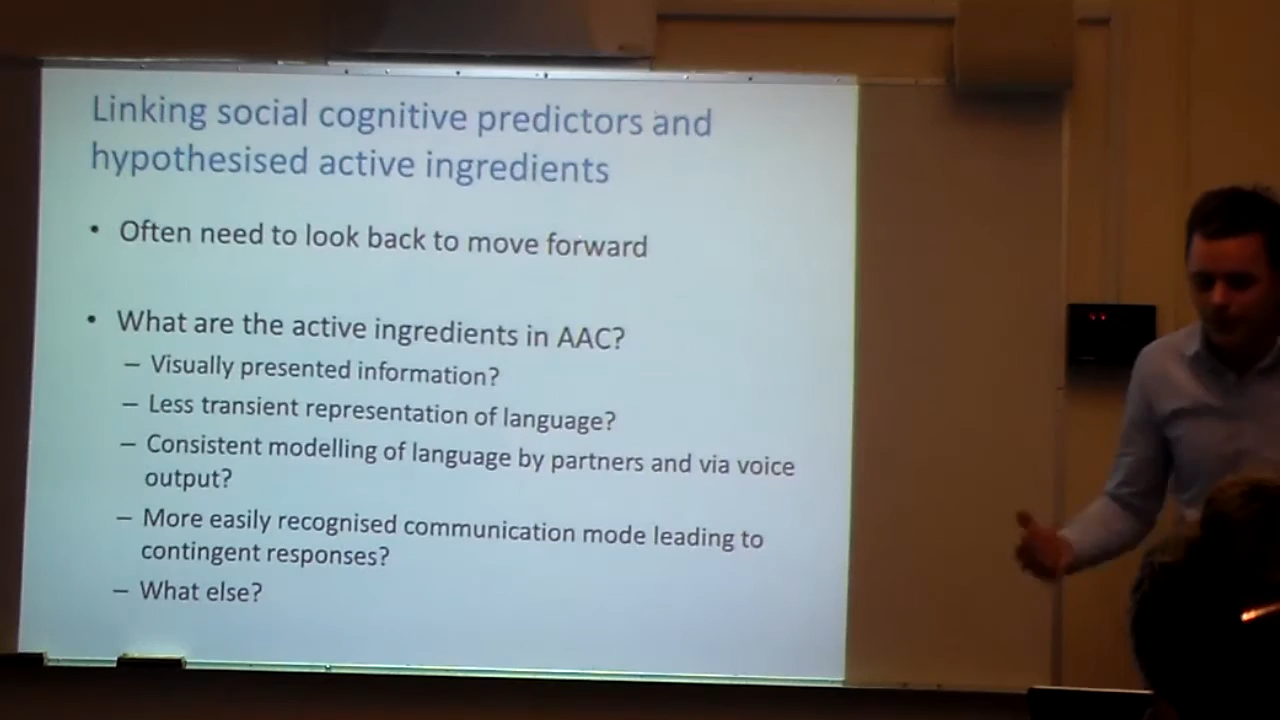 Linking social cognitive predictors and
hypothesised active ingredients
• Often need to look back to move forward
• What are the active ingredients in AAC?
– Visually presented information?
– Less transient representation of language?
– Consistent modelling of language by partners and via voice
output?
– More easily recognised communication mode leading to
contingent responses?
– What else?